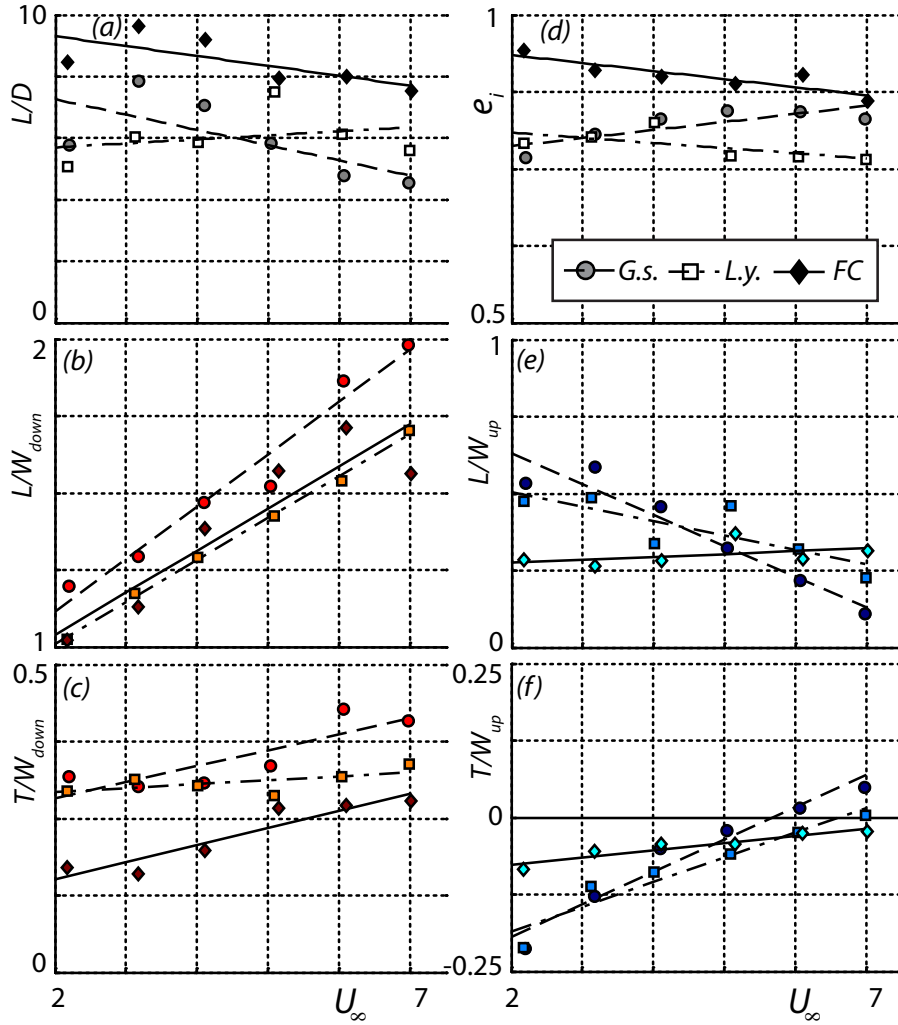 10
(a)
L/D
0
1
(d)
e_i
G.s. L.y. FC
0.5
2
(b)
L/W_down
1
1
(e)
L/W_up
0
0.5
(c)
T/W_down
0
2 U_∞ 7
0.25
(f)
T/W_up
0
-0.25
2 U_∞ 7